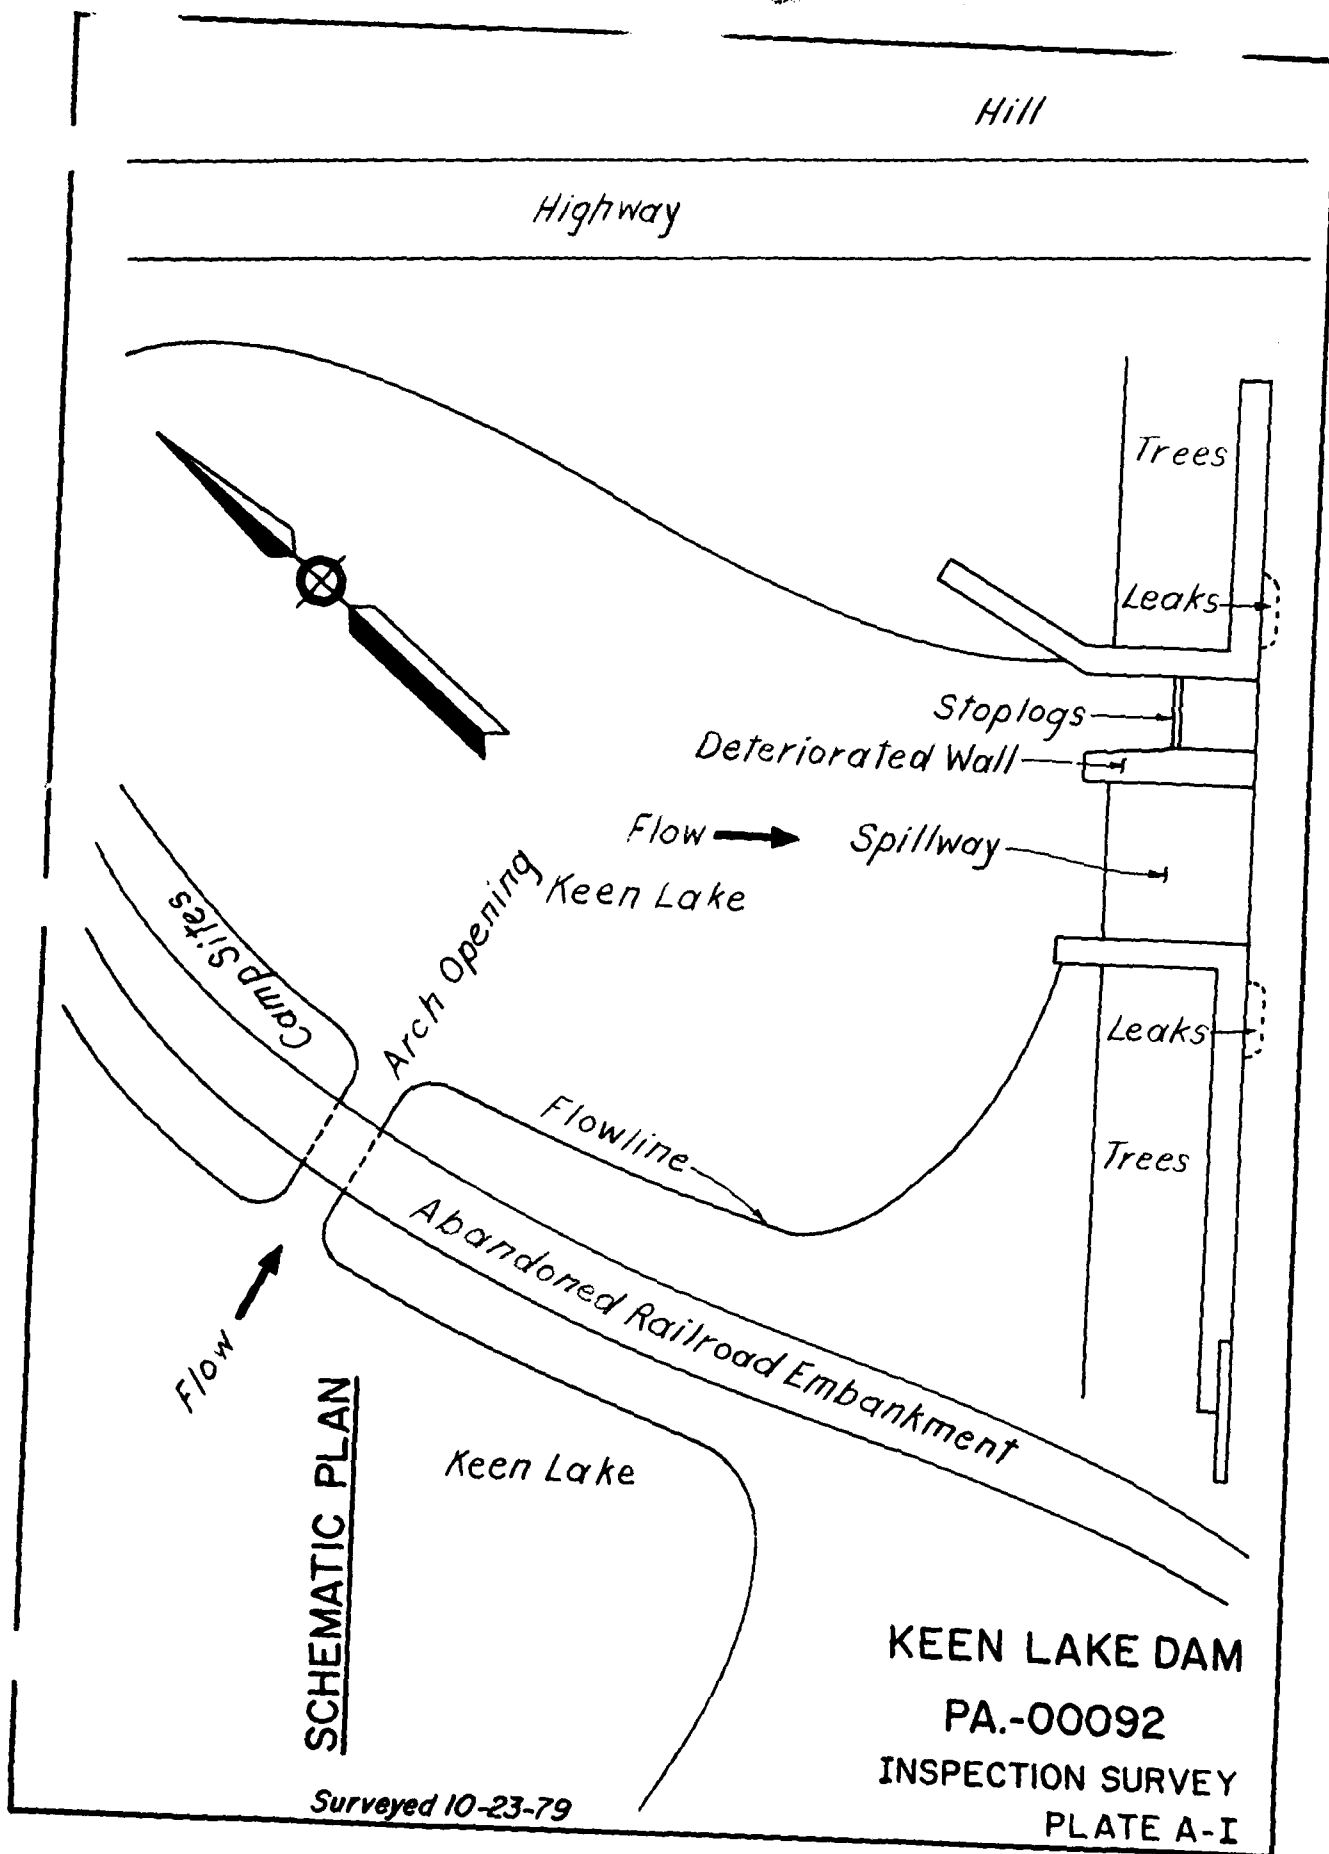 Hill
Highway
Trees
Leaks
Stoplogs
Deteriorated Wall
Flow
Spillway
Keen Lake
Camp Sites
Arch Opening
Leaks
Flowline
Trees
Abandoned Railroad Embankment
Flow
Keen Lake
SCHEMATIC PLAN
KEEN LAKE DAM
PA.-00092
INSPECTION SURVEY
PLATE A-I
Surveyed 10-23-79